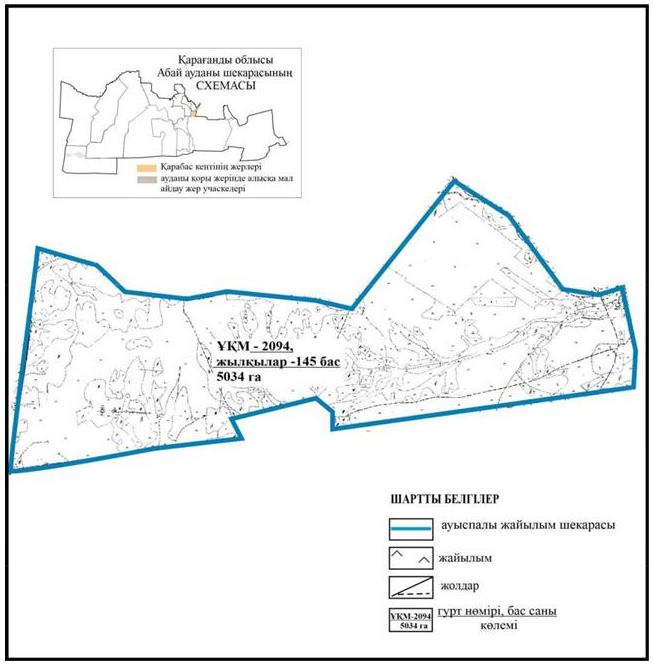 Қарағанды облысы
Абай ауданы шекарасының
СХЕМАСЫ
Қарабас кентінің жерлері
ауданы қоры жерінде алысқа мал
айдау жер учаскелері
ҰҚМ - 2094,
жылқылар -145 бас
5034 га
ШАРТТЫ БЕЛГІЛЕР
ауыспалы жайылым шекарасы
жайылым
жолдар
ҰҚМ-2094
5034 га
гурт нөмірі, бас саны
көлемі